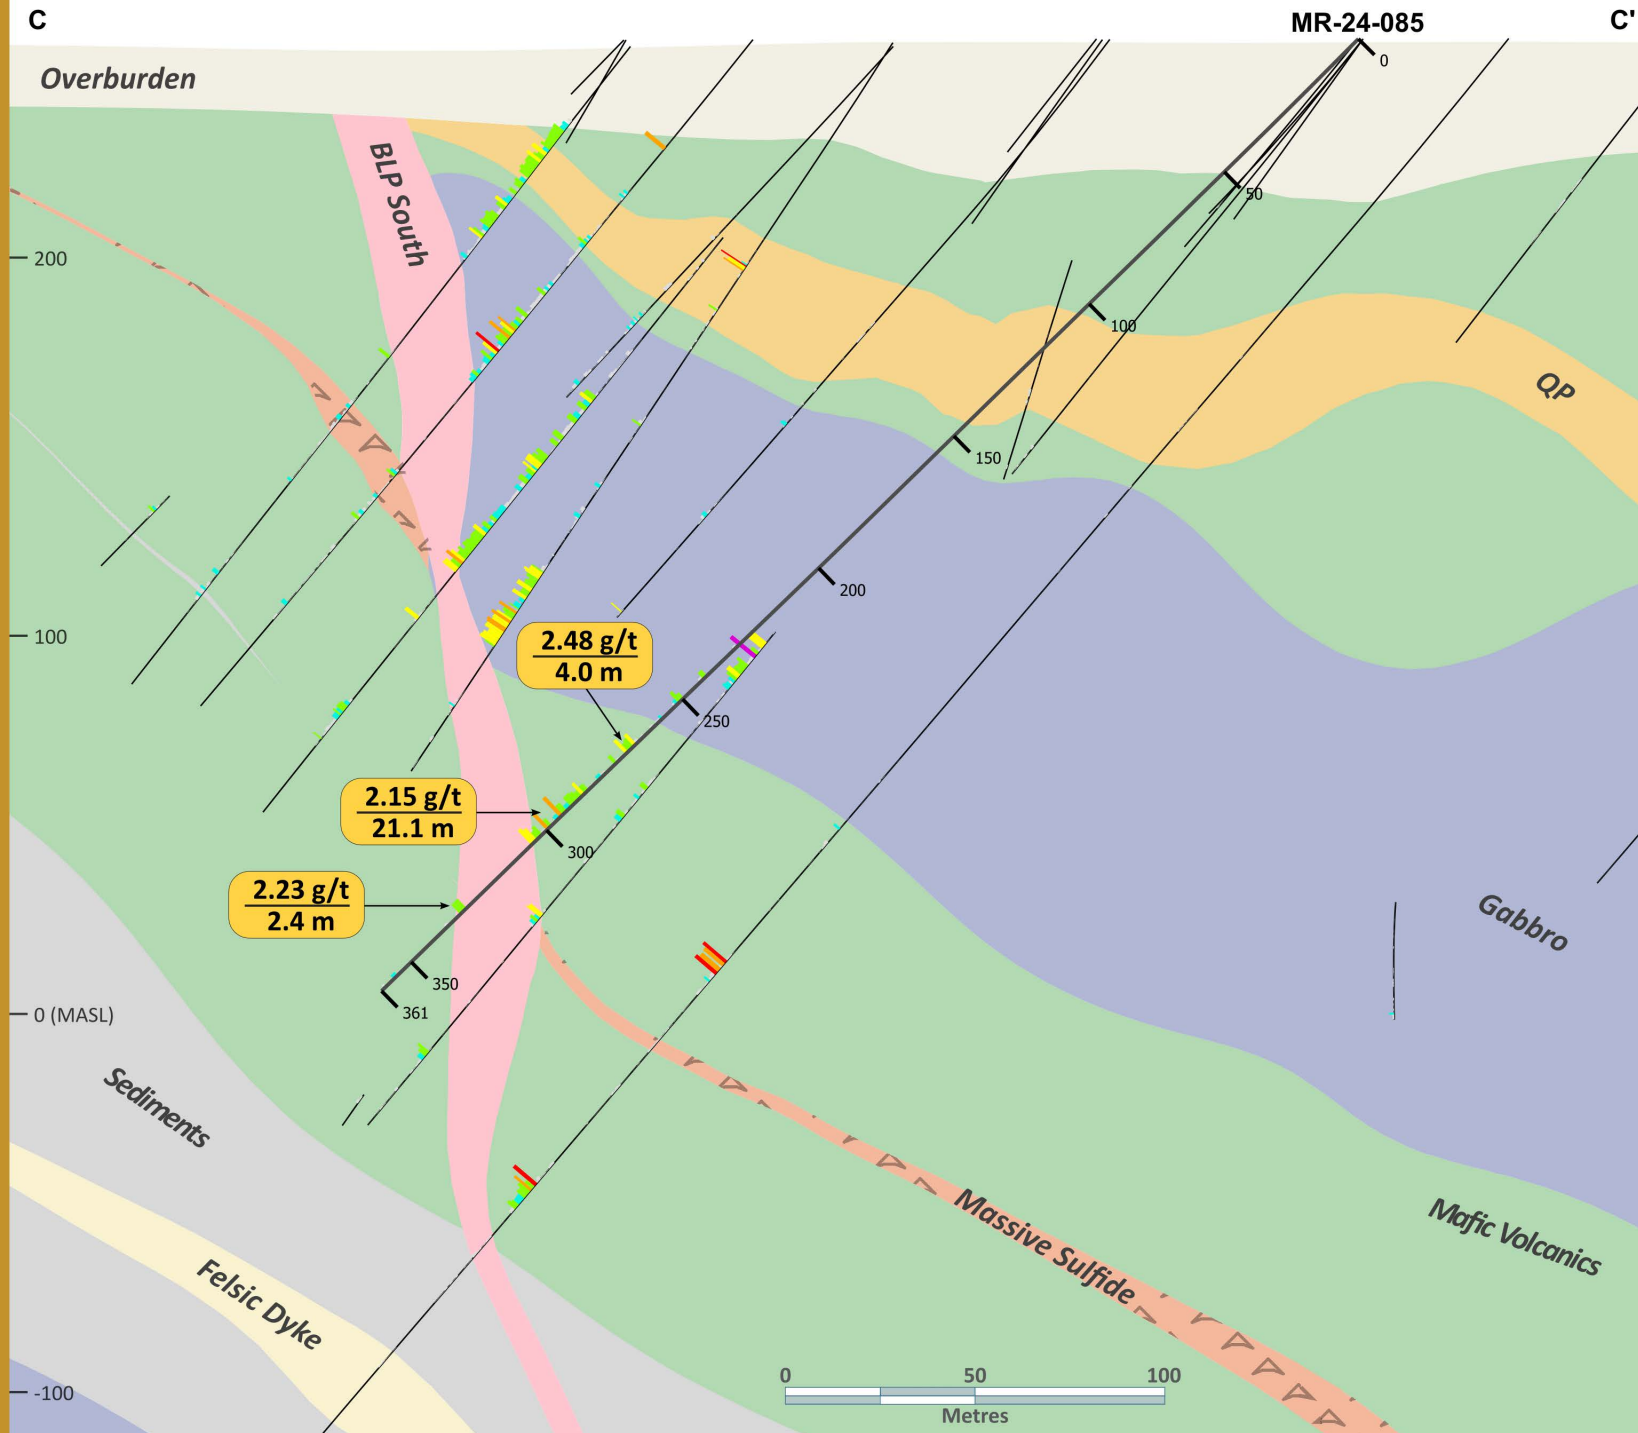 C
MR-24-085
C'
Overburden
0
BLP South
50
200
100
QP
150
200
100
2.48 g/t
4.0 m
250
2.15 g/t
21.1 m
300
2.23 g/t
2.4 m
Gabbro
350
361
0 (MASL)
Sediments
Massive Sulfide
Mafic Volcanics
Felsic Dyke
-100
0 50 100
Metres